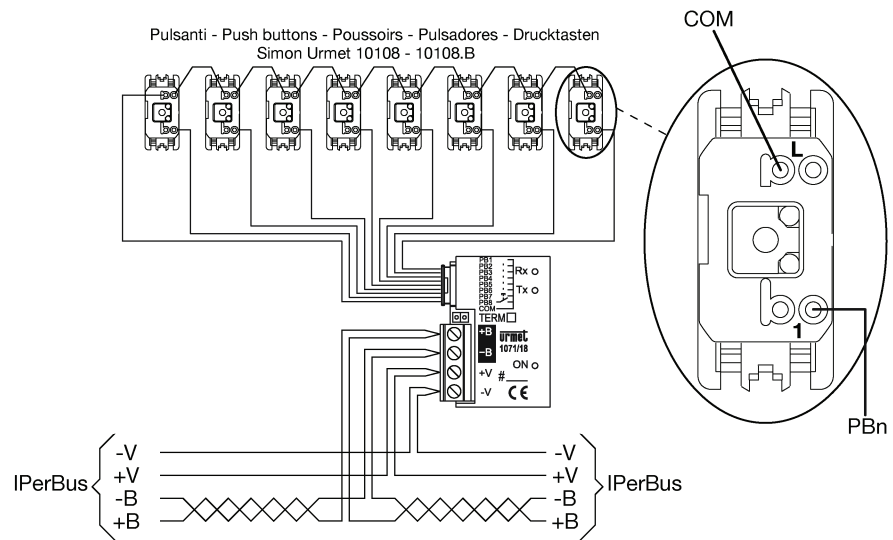 Pulsanti - Push buttons - Poussoirs - Pulsadores - Drucktasten
Simon Urmet 10108 - 10108.B
COM
L
1
PBn
PB1
PB2
PB3
PB4
PB5
PB6
PB7
PB8
COM
Rx
Tx
TERM
+B
-B
+V
-V
urmet
1071/18
ON
#
CE
IPerBus
-V
+V
-B
+B
-V
+V
-B
+B
IPerBus